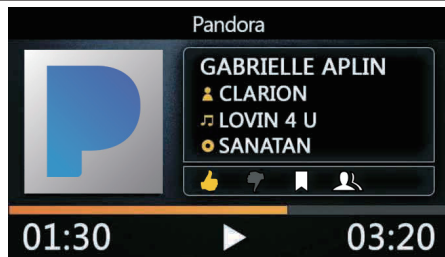 Pandora
GABRIELLE APLIN
CLARION
LOVIN 4 U
SANATAN
01:30
03:20